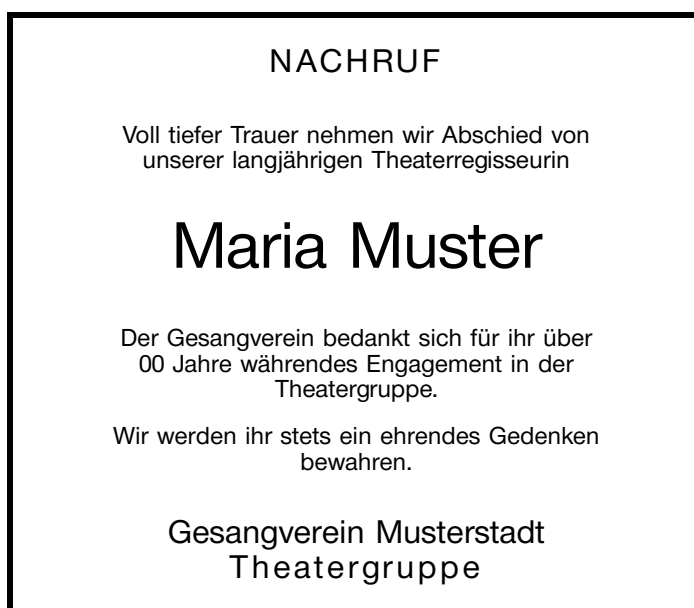 NACHRUF
Voll tiefer Trauer nehmen wir Abschied von
unserer langjährigen Theaterregisseurin
Maria Muster
Der Gesangverein bedankt sich für ihr über
00 Jahre währendes Engagement in der
Theatergruppe.
Wir werden ihr stets ein ehrendes Gedenken
bewahren.
Gesangverein Musterstadt
Theatergruppe